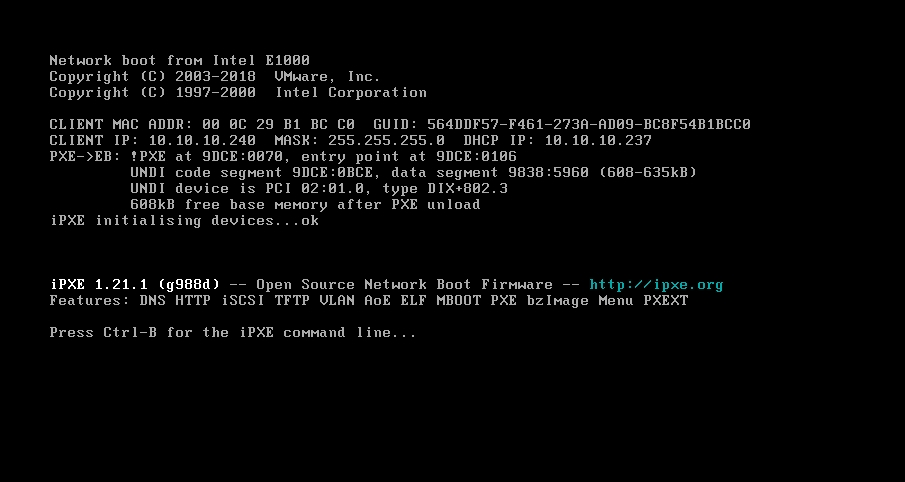 Network boot from Intel E1000
Copyright (C) 2003-2018  VMware, Inc.
Copyright (C) 1997-2000  Intel Corporation
CLIENT MAC ADDR: 00 0C 29 B1 BC C0  GUID: 564DDF57-F461-273A-AD09-BC8F54B1BCC0
CLIENT IP: 10.10.10.240  MASK: 255.255.255.0  DHCP IP: 10.10.10.237
PXE->EB: !PXE at 9DCE:0070, entry point at 9DCE:0106
UNDI code segment 9DCE:0BCE, data segment 9838:5960 (608-635kB)
UNDI device is PCI 02:01.0, type DIX+802.3
608kB free base memory after PXE unload
iPXE initialising devices...ok
iPXE 1.21.1 (g988d) -- Open Source Network Boot Firmware -- http://ipxe.org
Features: DNS HTTP iSCSI TFTP VLAN AoE ELF MBOOT PXE bzImage Menu PXEXT
Press Ctrl-B for the iPXE command line...